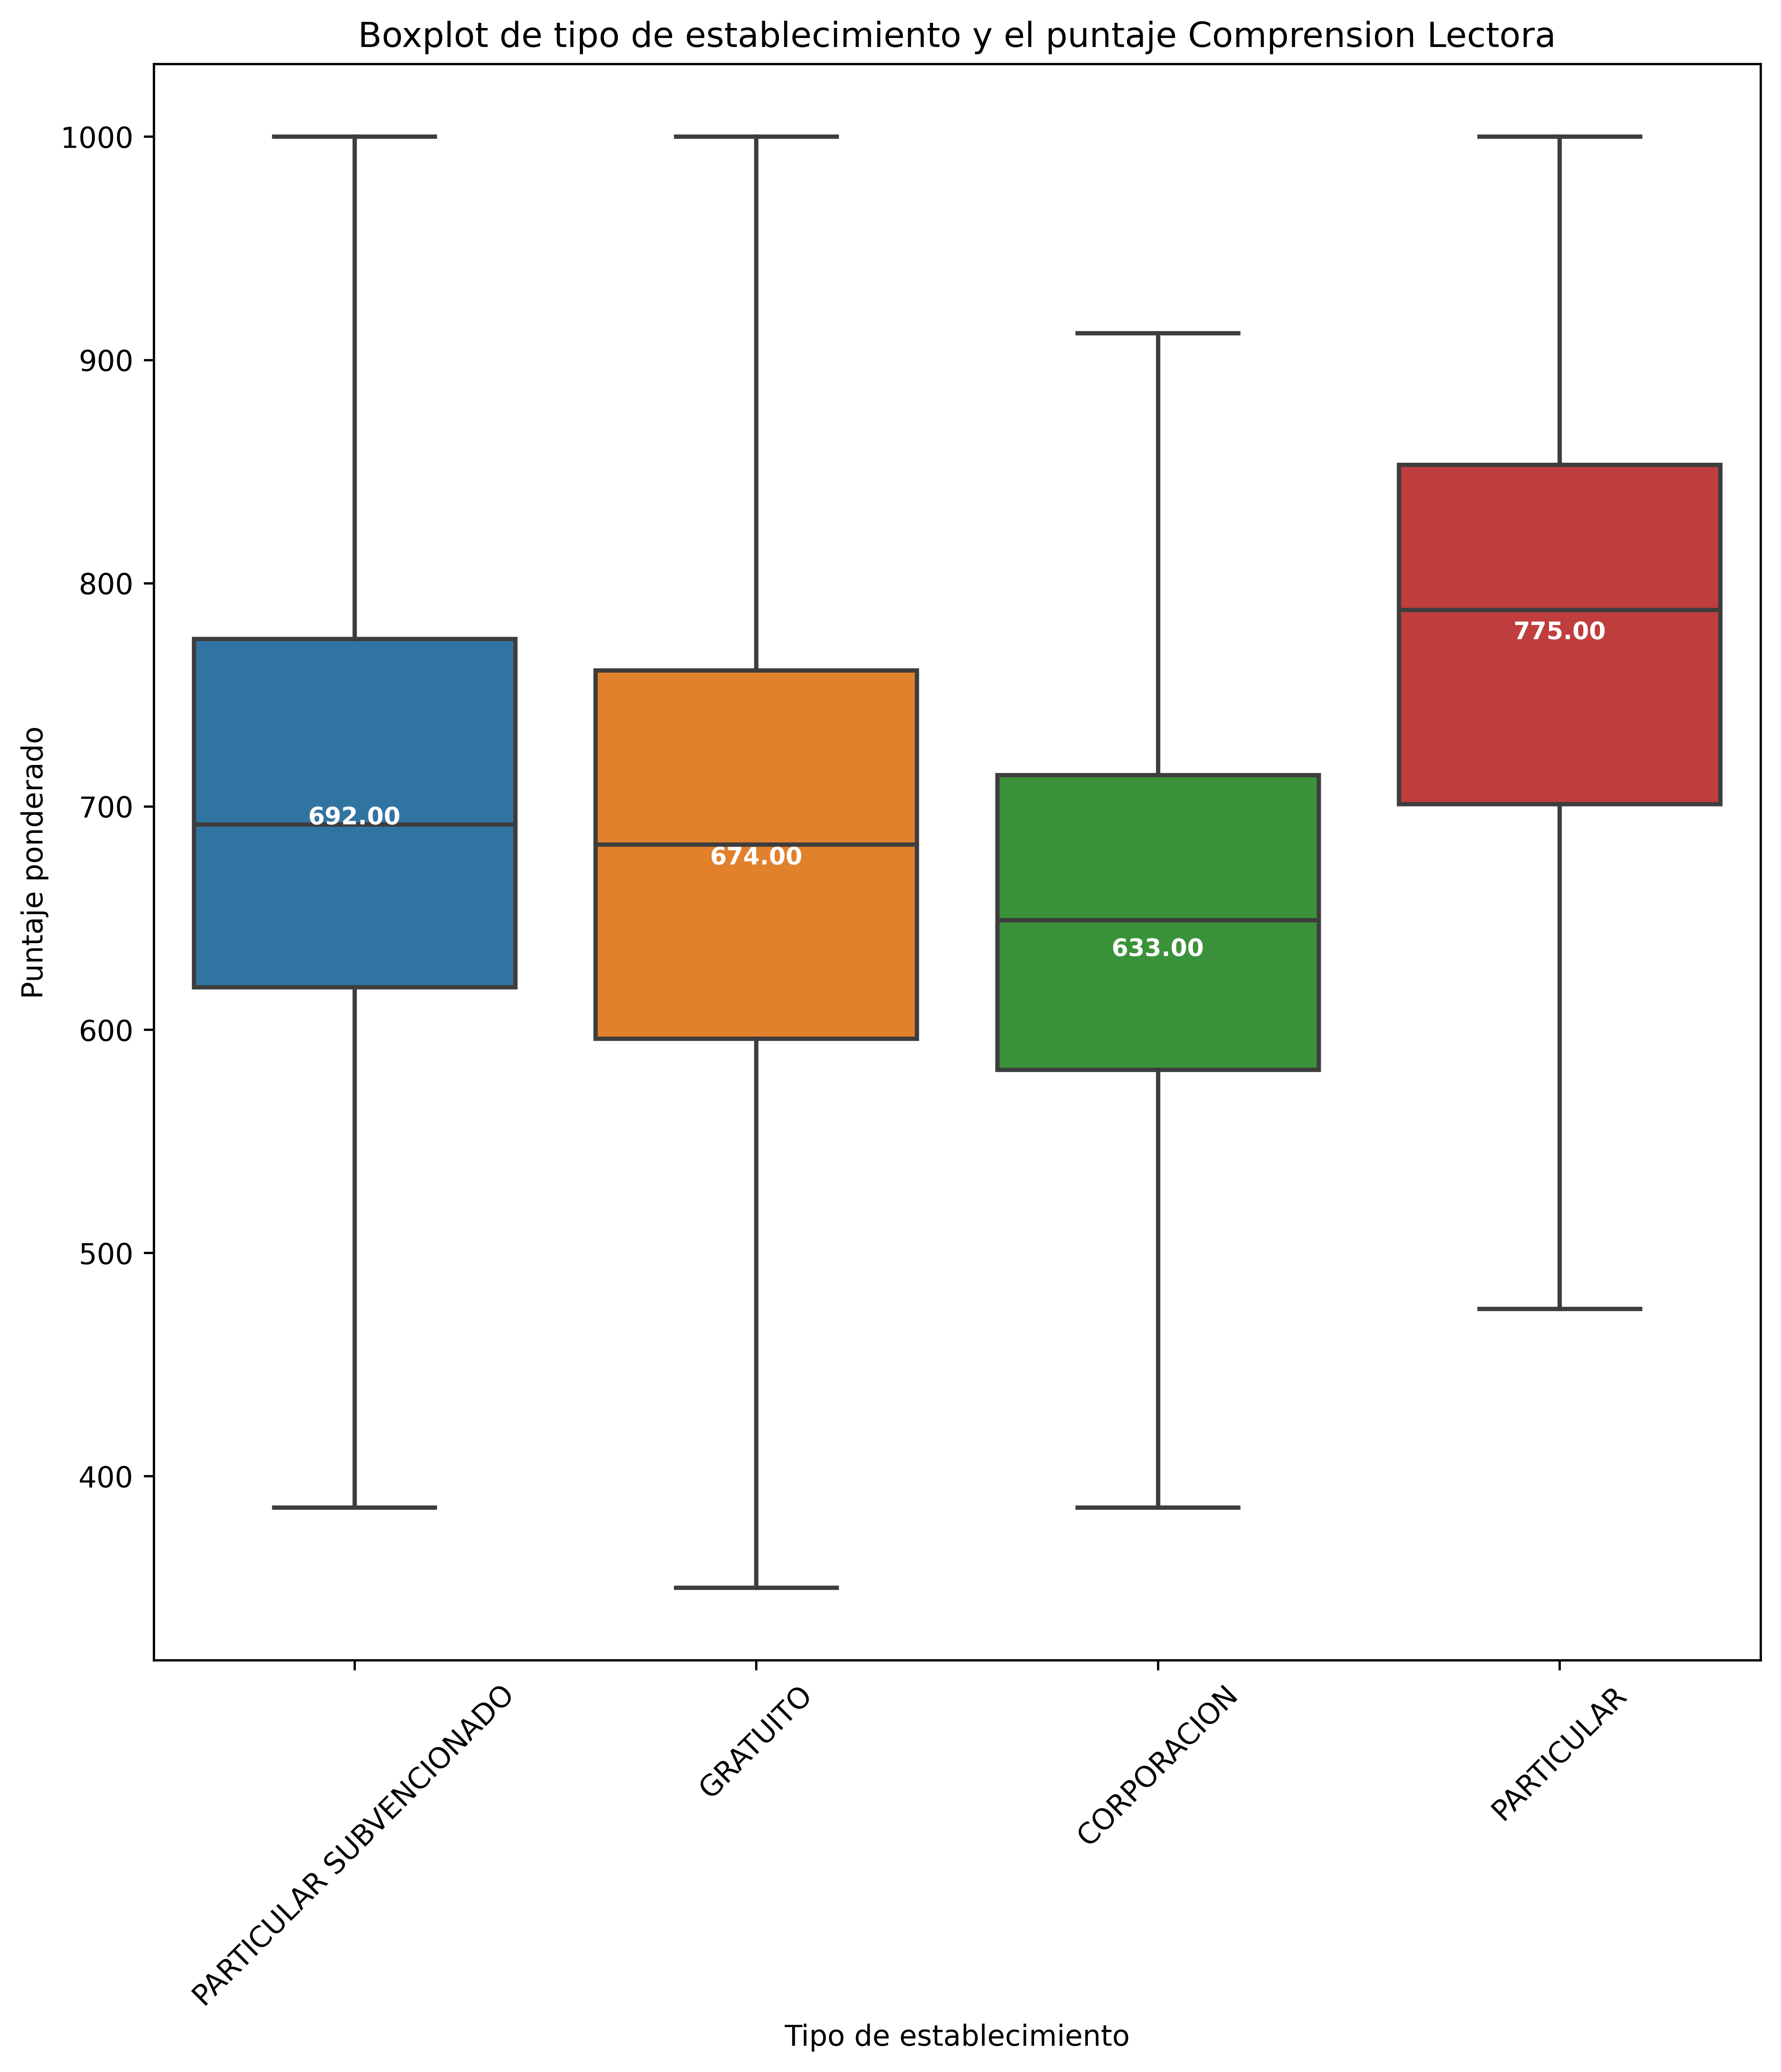 Boxplot de tipo de establecimiento y el puntaje Comprension Lectora
Puntaje ponderado
1000
900
800
700
600
500
400
692.00
674.00
633.00
775.00
PARTICULAR SUBVENCIONADO
GRATUITO
CORPORACION
PARTICULAR
Tipo de establecimiento